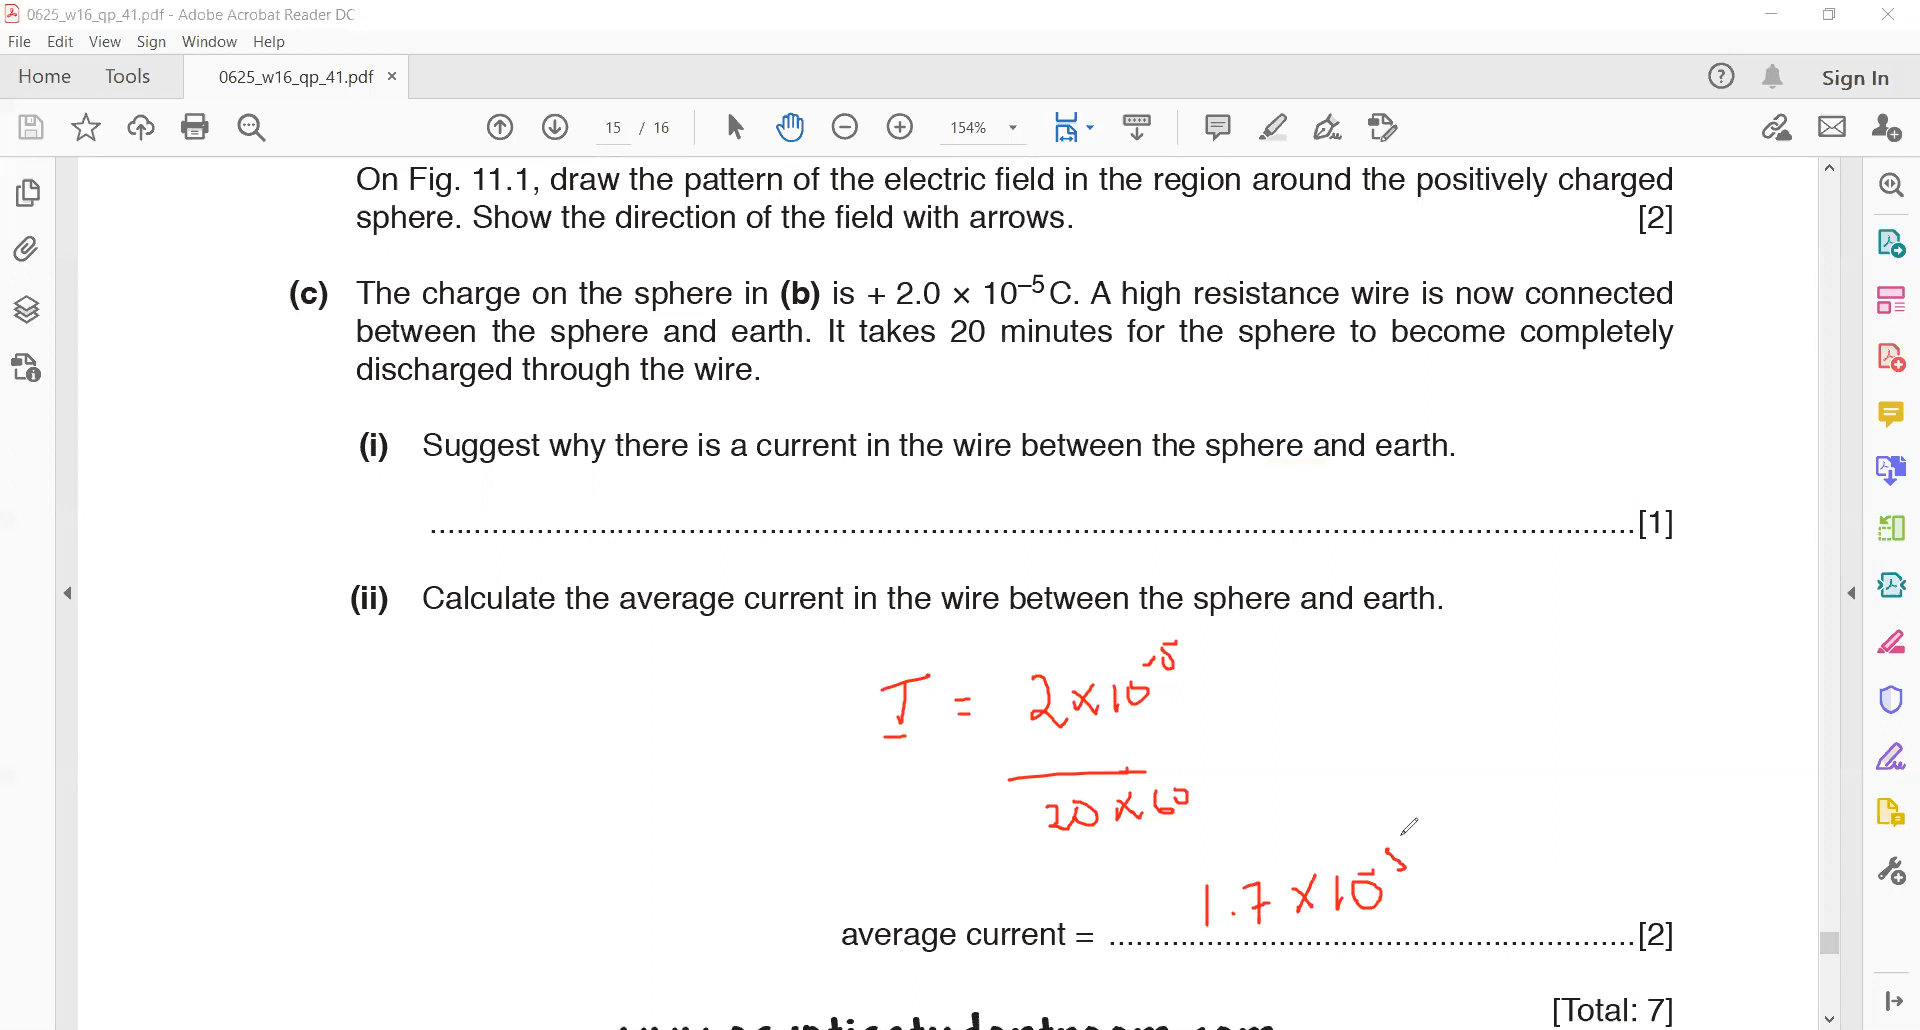 0625_w16_qp_41.pdf - Adobe Acrobat Reader DC
File Edit View Sign Window Help
Home Tools 0625_w16_qp_41.pdf × Sign In
15 / 16 154%
On Fig. 11.1, draw the pattern of the electric field in the region around the positively charged
sphere. Show the direction of the field with arrows. [2]
(c) The charge on the sphere in (b) is + 2.0 × 10⁻⁵ C. A high resistance wire is now connected
between the sphere and earth. It takes 20 minutes for the sphere to become completely
discharged through the wire.
(i) Suggest why there is a current in the wire between the sphere and earth.
.......................................................................................................................................[1]
(ii) Calculate the average current in the wire between the sphere and earth.
I = 2×10⁻⁵
20 × 60
1.7 × 10
average current = ...........................................................[2]
[Total: 7]